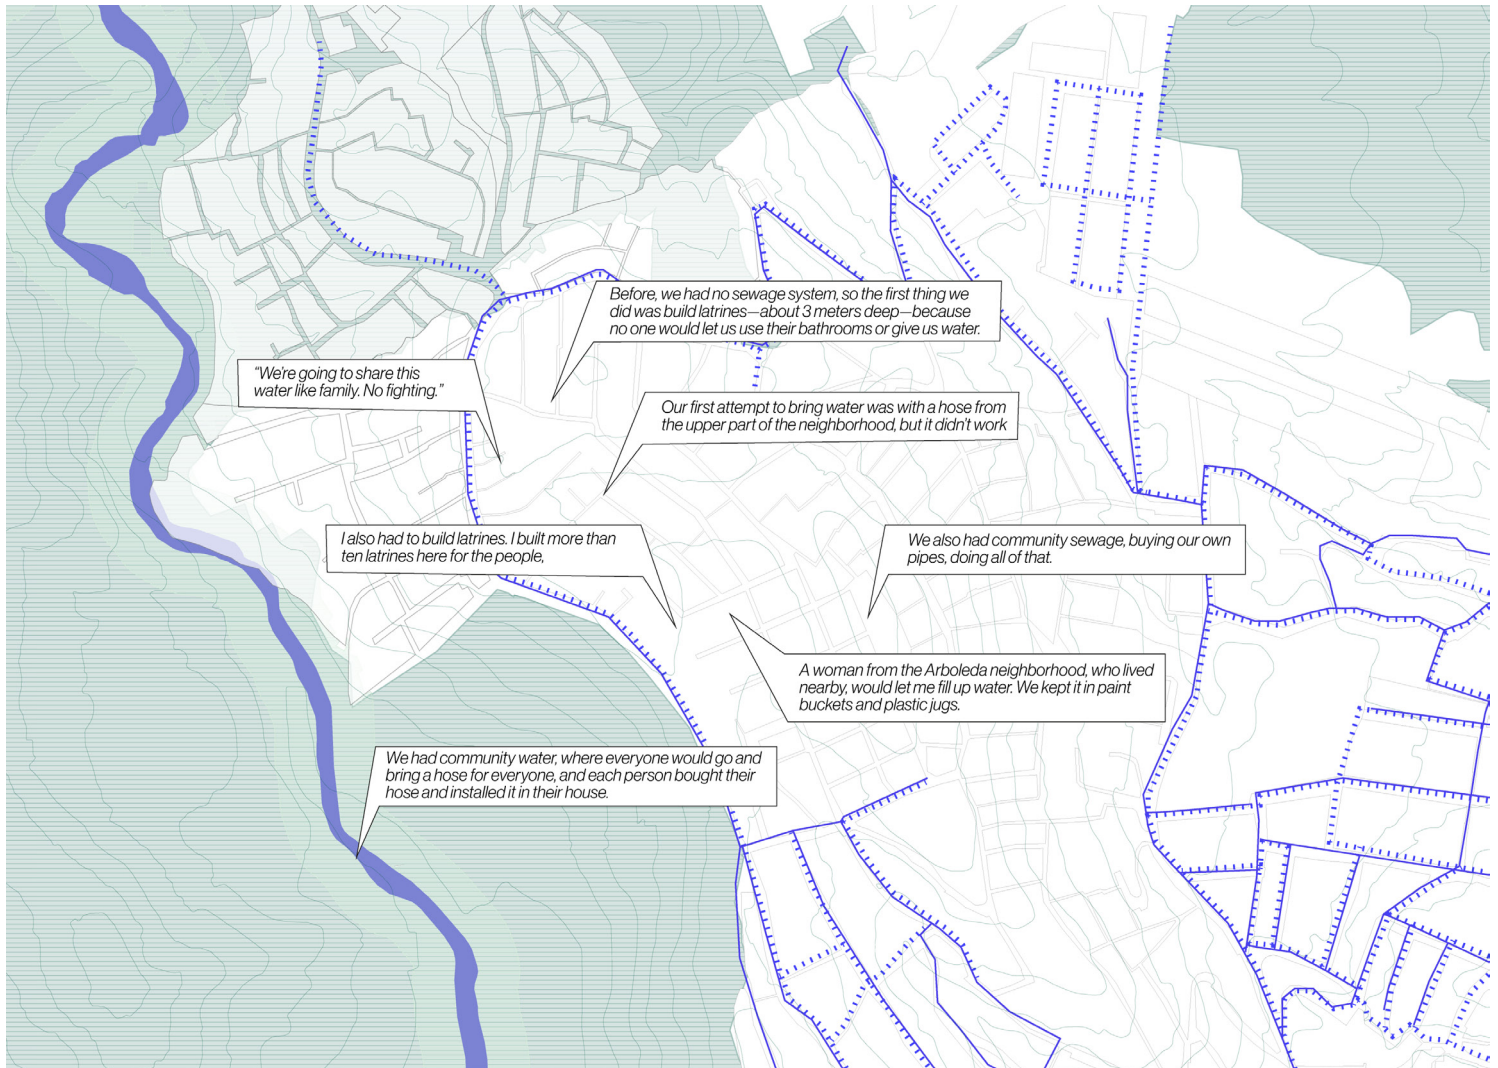 Before, we had no sewage system, so the first thing we
did was build latrines—about 3 meters deep—because
no one would let us use their bathrooms or give us water.
“We’re going to share this
water like family. No fighting.”
Our first attempt to bring water was with a hose from
the upper part of the neighborhood, but it didn’t work
I also had to build latrines. I built more than
ten latrines here for the people,
We also had community sewage, buying our own
pipes, doing all of that.
A woman from the Arboleda neighborhood, who lived
nearby, would let me fill up water. We kept it in paint
buckets and plastic jugs.
We had community water, where everyone would go and
bring a hose for everyone, and each person bought their
hose and installed it in their house.